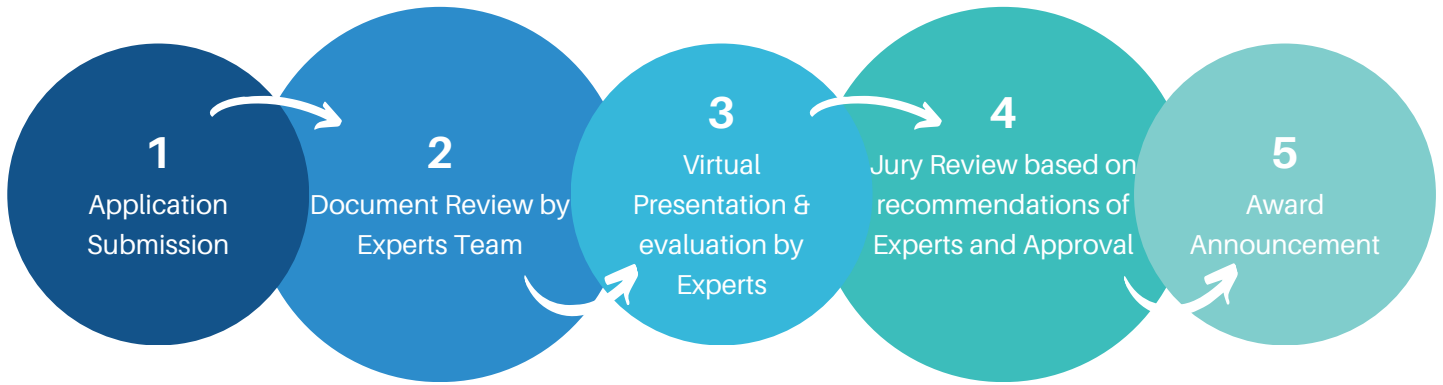 1
Application
Submission
2
Document Review by
Experts Team
3
Virtual
Presentation &
evaluation by
Experts
4
Jury Review based on
recommendations of
Experts and Approval
5
Award
Announcement